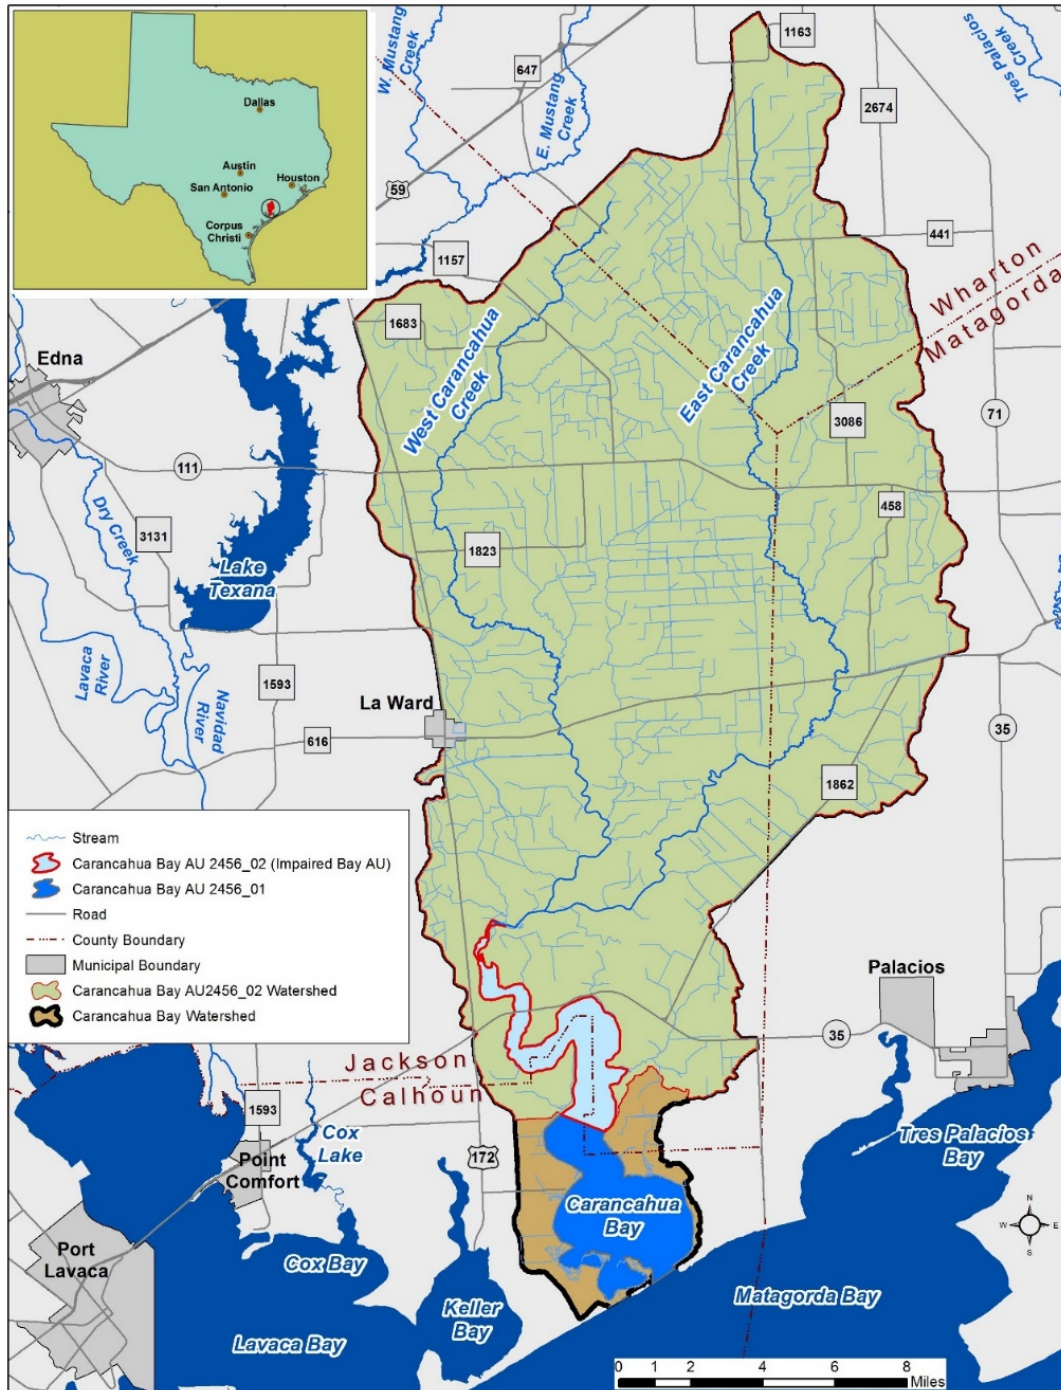 Dallas
Austin
San Antonio
Houston
Corpus
Christi
W. Mustang
Creek
647
E. Mustang
Creek
1163
2674
Tres Palacios
Creek
59
441
1157
Wharton
Matagorda
1683
West Carancahua
Creek
East Carancahua
Creek
Edna
71
3086
111
458
Dry Creek
3131
1823
Lake
Texana
Lavaca
River
Navidad
River
1593
La Ward
616
35
1862
Stream
Carancahua Bay AU 2456_02 (Impaired Bay AU)
Carancahua Bay AU 2456_01
Road
County Boundary
Municipal Boundary
Carancahua Bay AU2456_02 Watershed
Carancahua Bay Watershed
Palacios
35
Jackson
Calhoun
1593
Cox
Lake
Point
Comfort
172
Tres Palacios
Bay
Carancahua
Bay
N
W
E
S
Port
Lavaca
Cox Bay
Keller
Bay
Matagorda Bay
Lavaca Bay
0 1 2 4 6 8
Miles